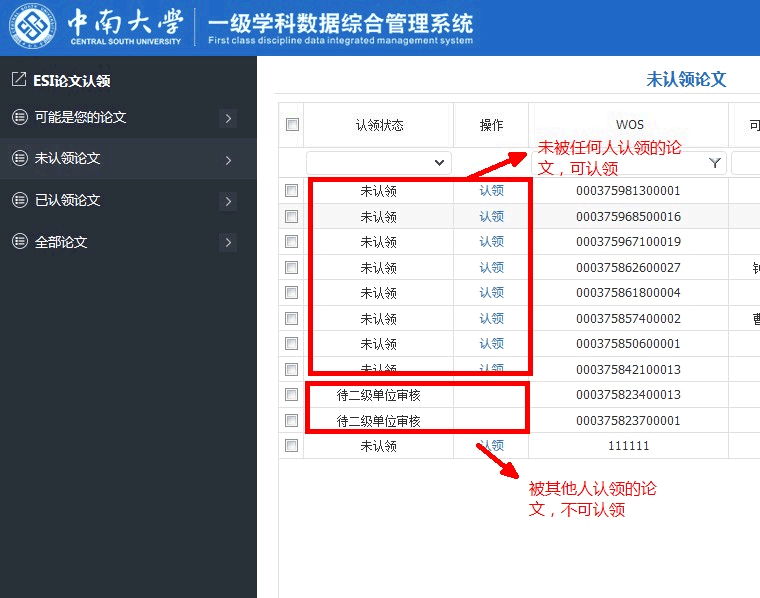 中南大学
CENTRAL SOUTH UNIVERSITY
一级学科数据综合管理系统
First class discipline data integrated management system
ESI论文认领
可能是您的论文
未认领论文
已认领论文
全部论文
未认领论文
认领状态 操作 WOS 可
未被任何人认领的论
文，可认领
未认领 认领 000375981300001
未认领 认领 000375968500016
未认领 认领 000375967100019
未认领 认领 000375862600027
未认领 认领 000375861800004
未认领 认领 000375857400002 曹
未认领 认领 000375850600001
未认领 认领 000375842100013
待二级单位审核 000375823400013
待二级单位审核 000375823700001
未认领 认领 111111
被其他人认领的论
文，不可认领